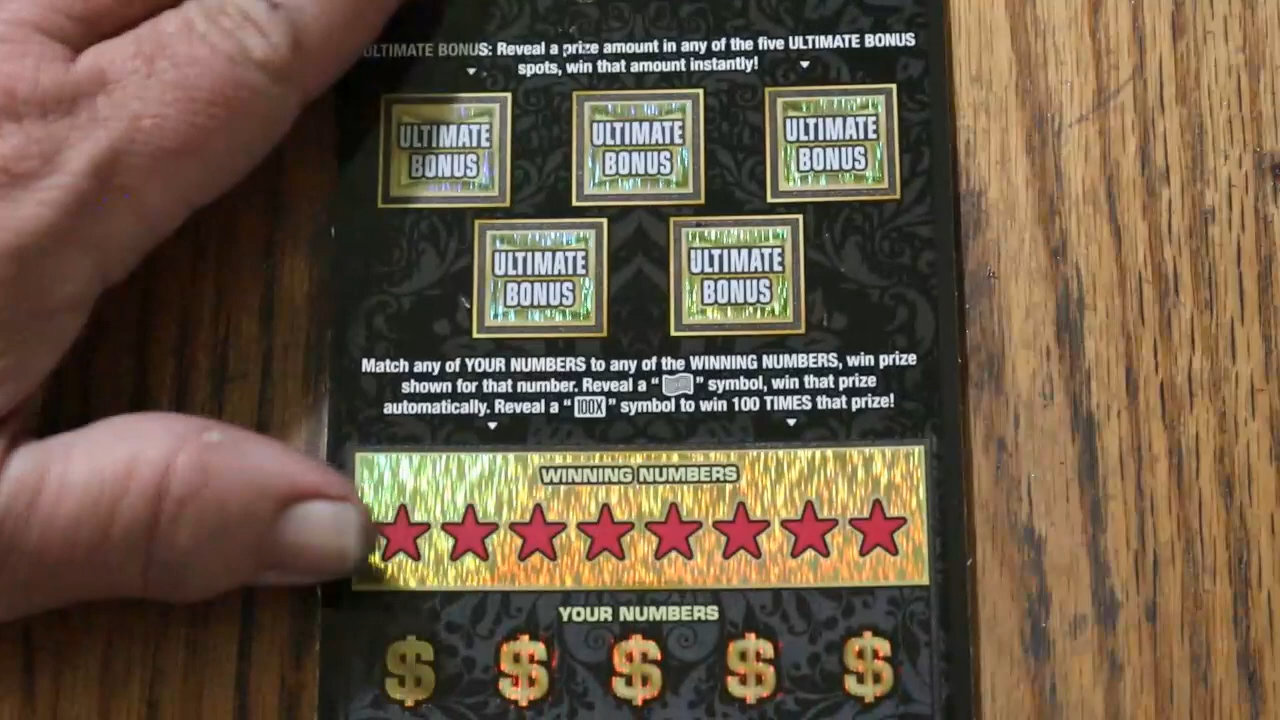 ULTIMATE BONUS: Reveal a prize amount in any of the five ULTIMATE BONUS
spots, win that amount instantly!
ULTIMATE BONUS
ULTIMATE BONUS
ULTIMATE BONUS
ULTIMATE BONUS
ULTIMATE BONUS
Match any of YOUR NUMBERS to any of the WINNING NUMBERS, win prize
shown for that number. Reveal a " " symbol, win that prize
automatically. Reveal a "100X" symbol to win 100 TIMES that prize!
WINNING NUMBERS
YOUR NUMBERS
$ $ $ $ $